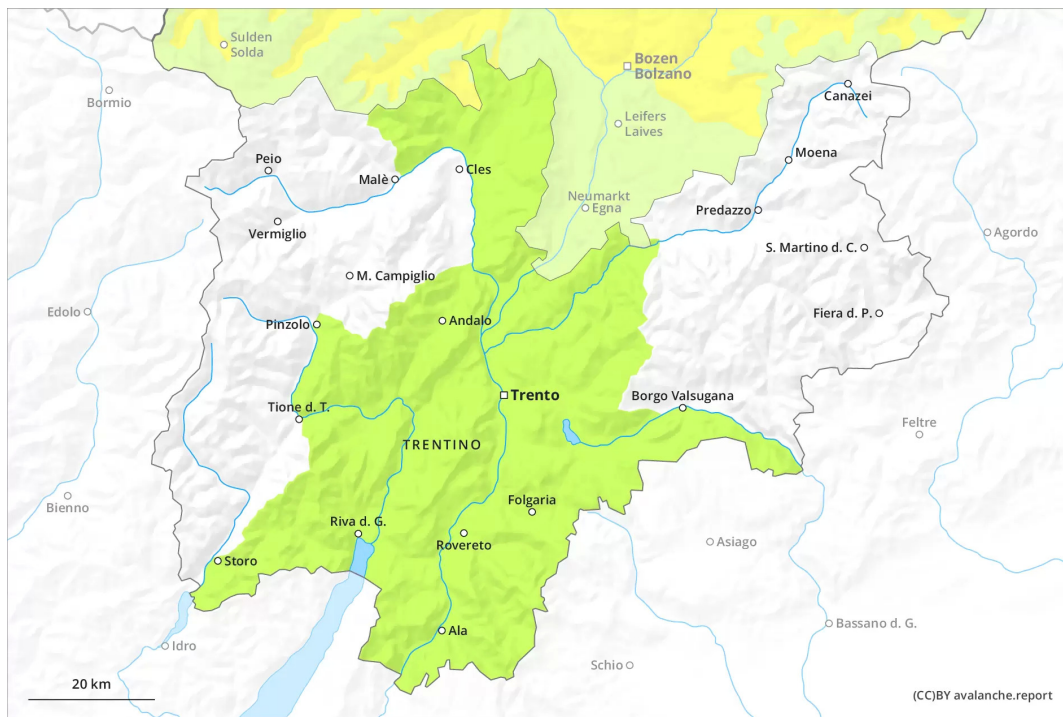 Sulden
Solda
Bozen
Bolzano
Bormio
Canazei
Leifers
Laives
Peio
Malè
Cles
Moena
Neumarkt
Egna
Predazzo
Vermiglio
S. Martino d. C.
Agordo
M. Campiglio
Edolo
Pinzolo
Andalo
Fiera d. P.
Trento
Borgo Valsugana
Tione d. T.
Feltre
TRENTINO
Bienno
Folgaria
Riva d. G.
Rovereto
Asiago
Storo
Bassano d. G.
Ala
Idro
Schio
20 km
(CC)BY avalanche.report